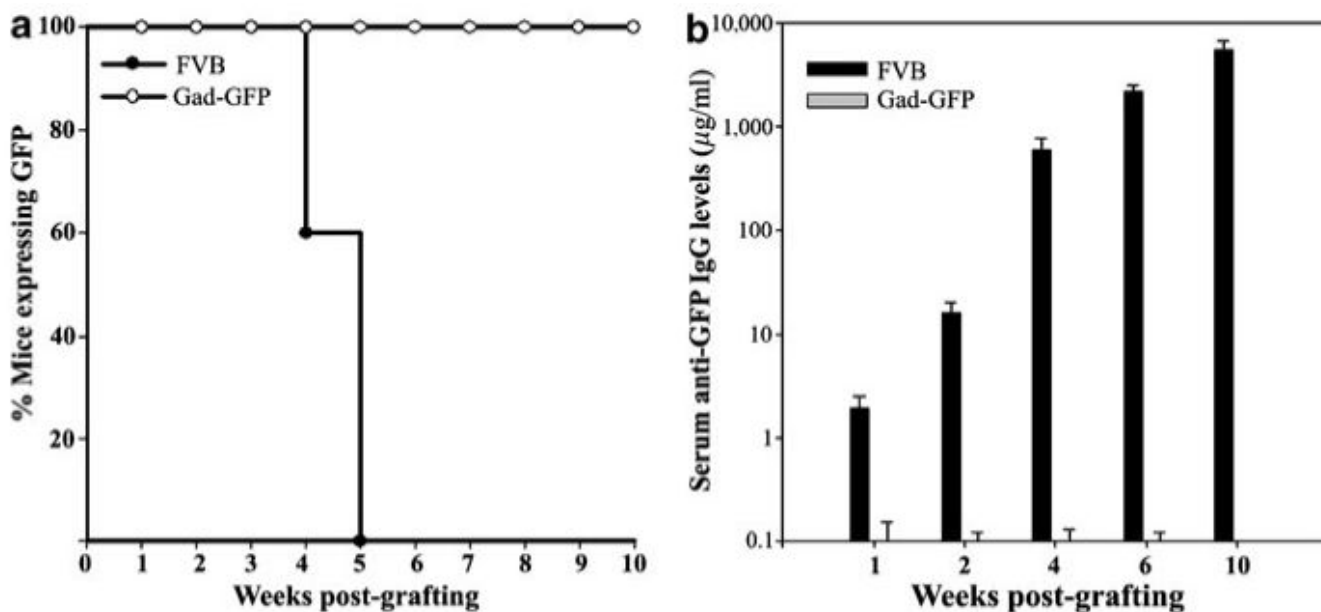 a
100
80
60
40
20
FVB
Gad-GFP
% Mice expressing GFP
0 1 2 3 4 5 6 7 8 9 10
Weeks post-grafting
b
10,000
1,000
100
10
1
0.1
FVB
Gad-GFP
Serum anti-GFP IgG levels (µg/ml)
1 2 4 6 10
Weeks post-grafting